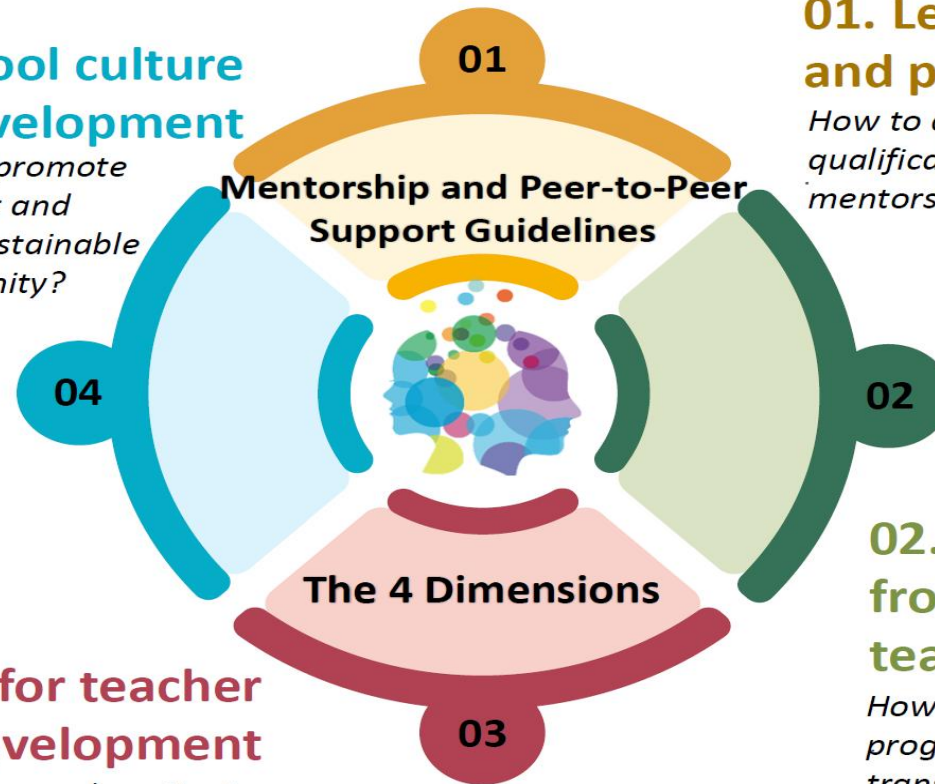 01
ool culture
velopment
promote
and
stainable
nity?
01. Le
and p
How to
qualifica
mentors
Mentorship and Peer-to-Peer
Support Guidelines
04
02
02.
fro
tea
How
prog
The 4 Dimensions
for teacher
velopment
03